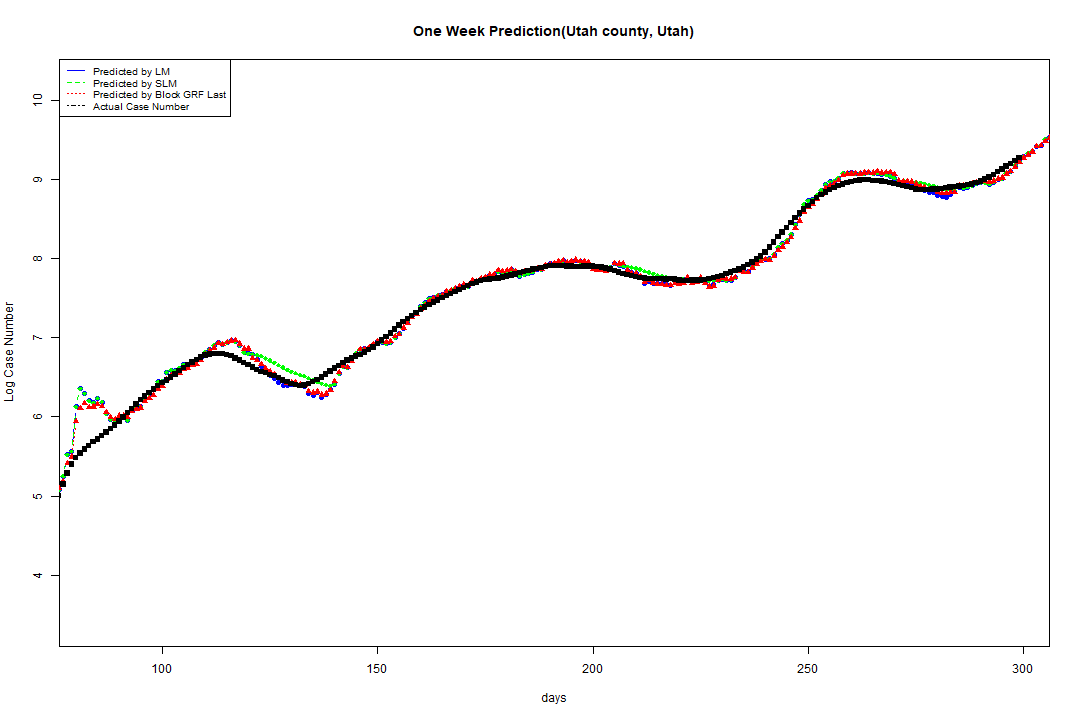 One Week Prediction(Utah county, Utah)
Predicted by LM
Predicted by SLM
Predicted by Block GRF Last
Actual Case Number
10
9
8
7
6
5
4
Log Case Number
100 150 200 250 300
days